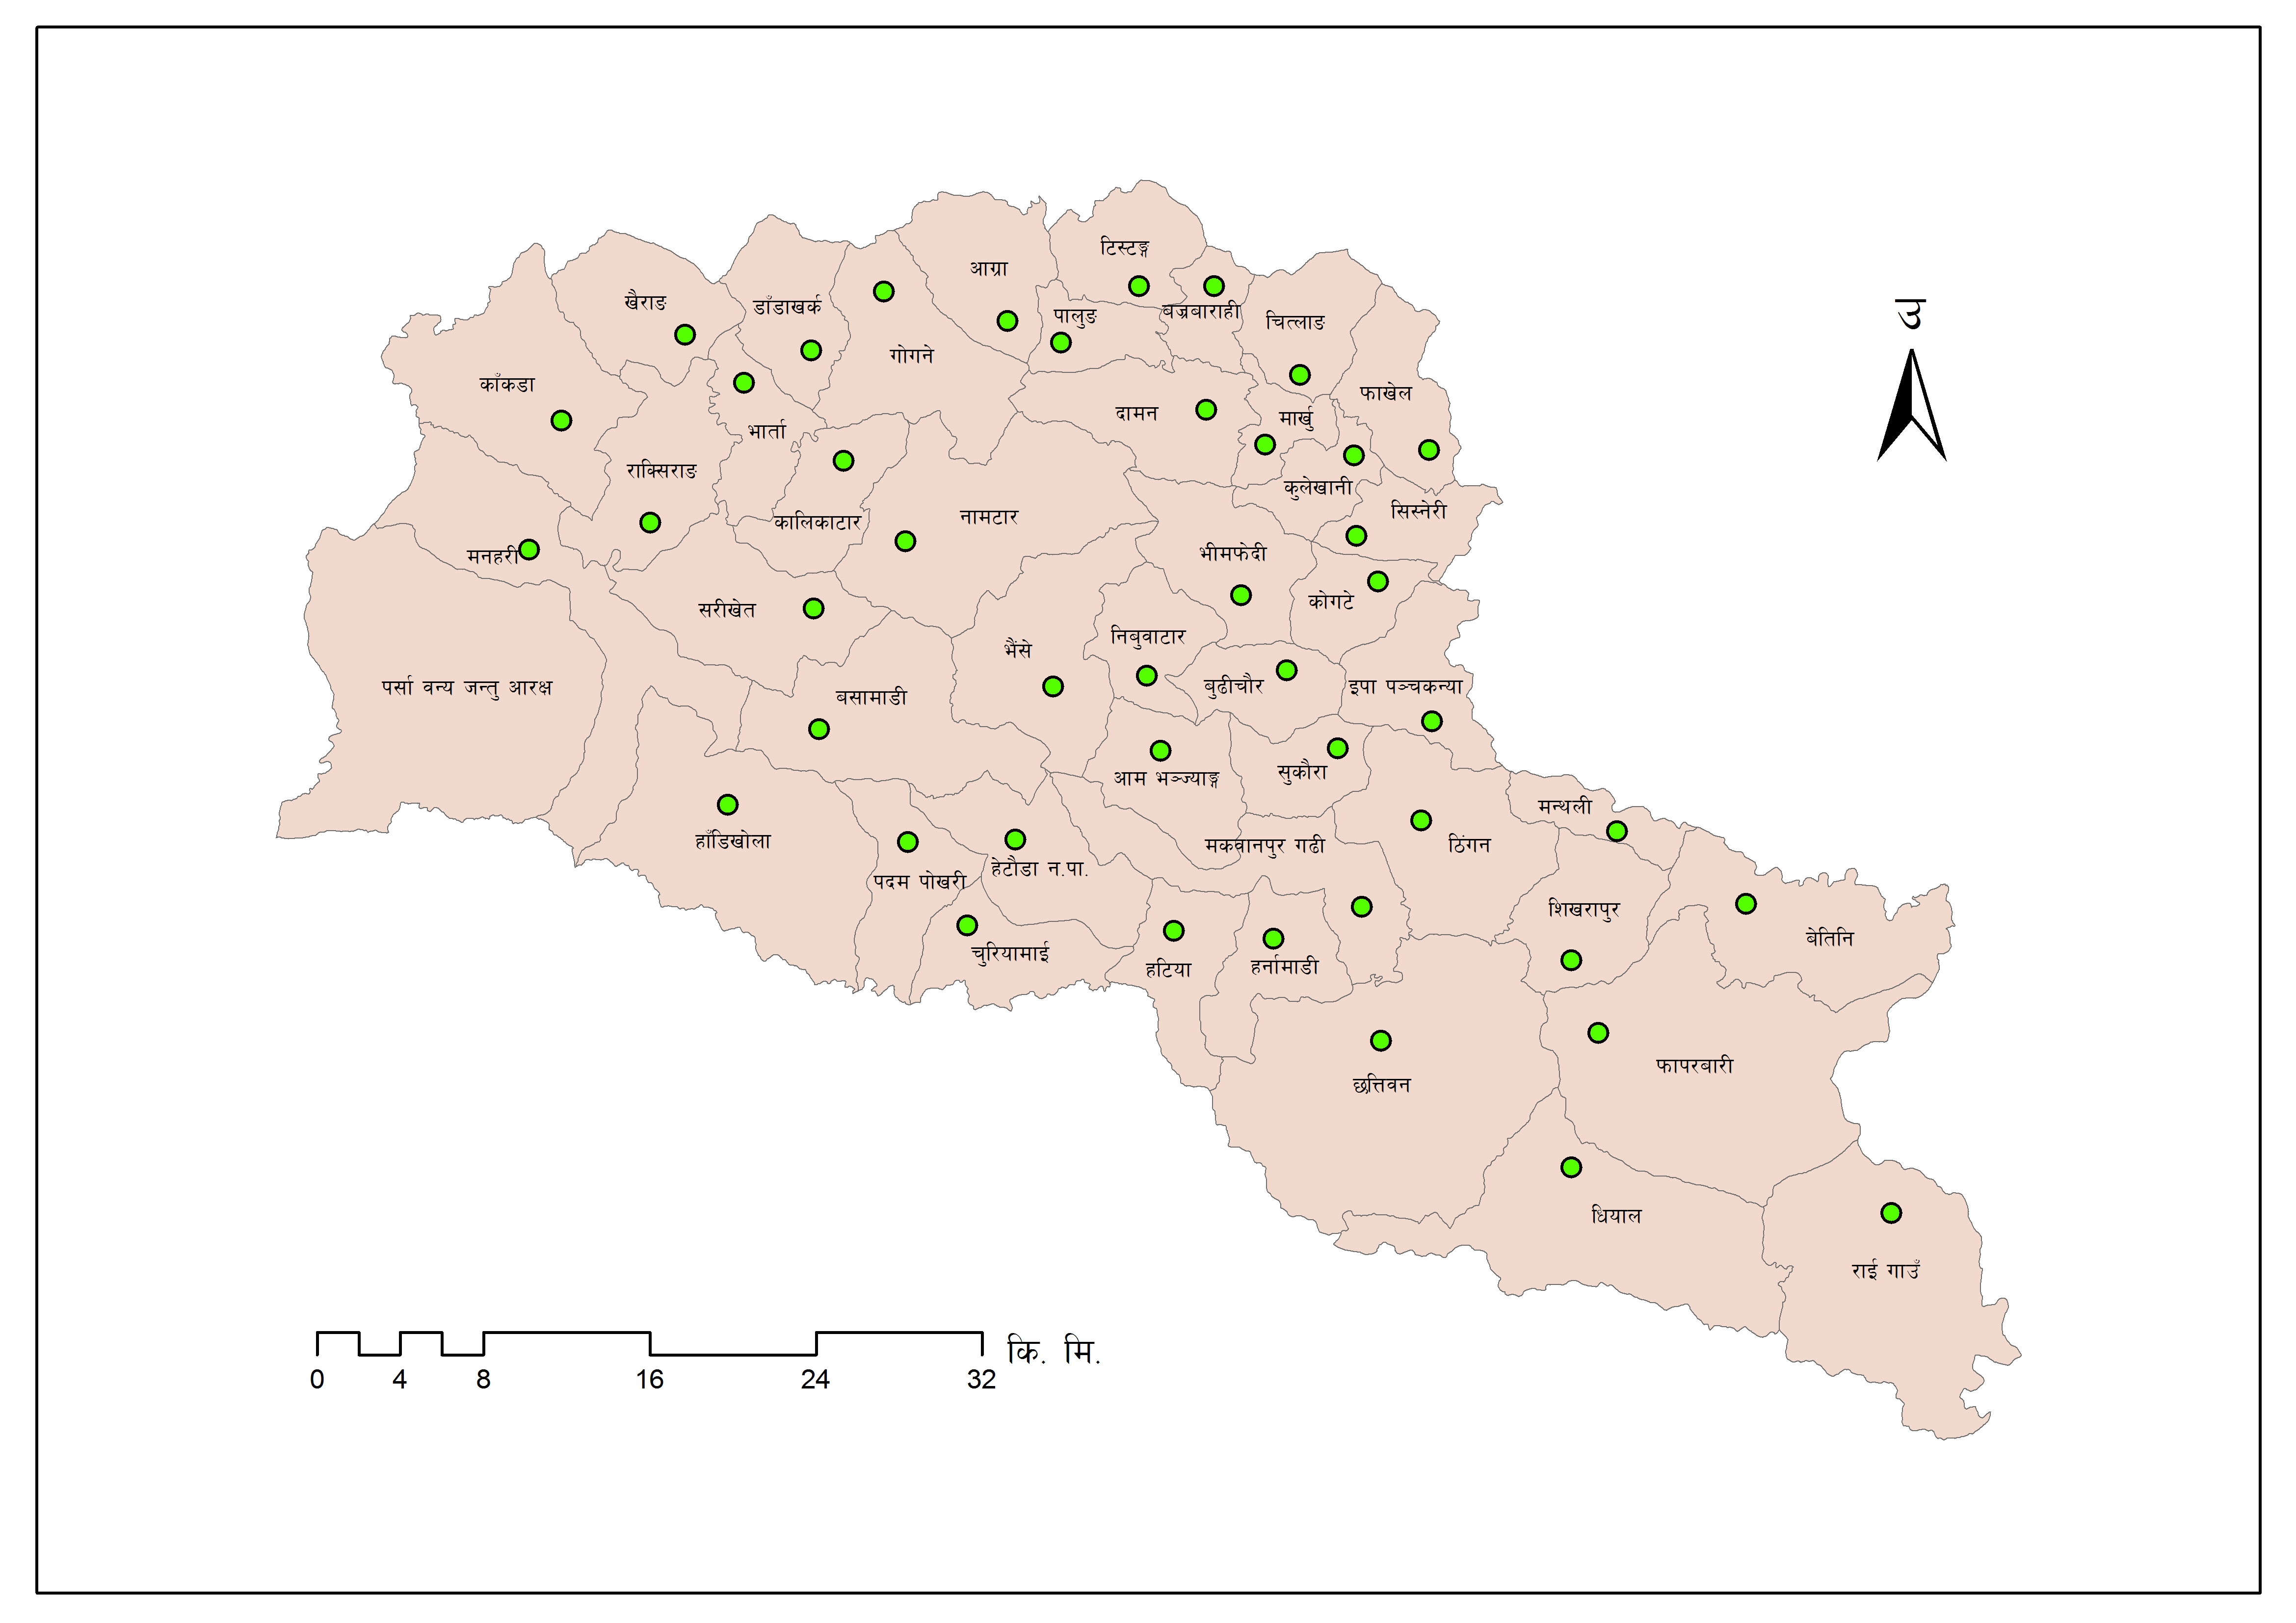 टिस्टङ्ग
आग्रा
खैराङ
डाँडाखर्क
पालुङ
बज्रबाराही
चित्लाङ
उ
गोगने
काँकडा
फाखेल
दामन
मार्खु
भार्ता
राक्सिराङ
कुलेखानी
कालिकाटार
नामटार
सिस्नेरी
मनहरी
भीमफेदी
सरीखेत
कोगटे
निबुवाटार
भैंसे
पर्सा वन्य जन्तु आरक्ष
बसामाडी
बुढीचौर
इपा पञ्चकन्या
आम भञ्ज्याङ्ग
सुकौरा
मन्थली
हाँडिखोला
मकवानपुर गढी
ठिंगन
हेटौडा न.पा.
पदम पोखरी
शिखरापुर
बेतिनि
चुरियामाई
हटिया
हर्नामाडी
फापरबारी
छत्तिवन
धियाल
राई गाउँ
कि. मि.
0 4 8 16 24 32